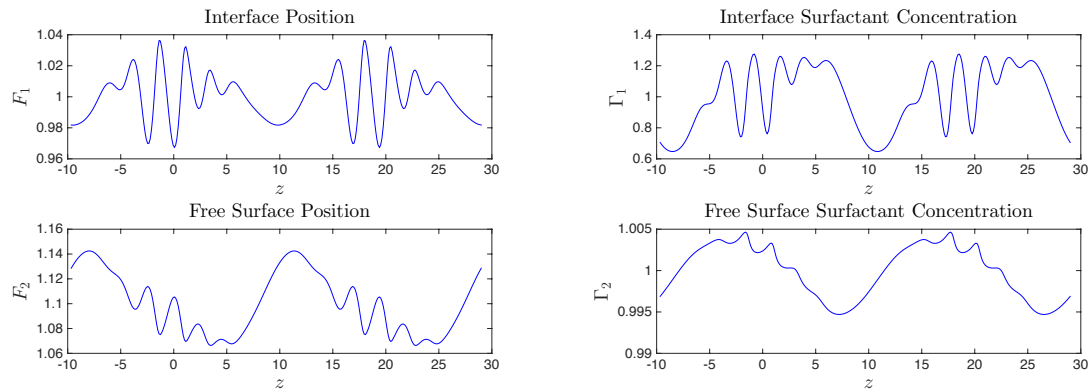 Interface Position
1.04
1.02
1
0.98
0.96
F1
-10 -5 0 5 10 15 20 25 30
z
Interface Surfactant Concentration
1.4
1.2
1.0
0.8
0.6
Γ1
-10 -5 0 5 10 15 20 25 30
z
Free Surface Position
1.16
1.14
1.12
1.10
1.08
1.06
F2
-10 -5 0 5 10 15 20 25 30
z
Free Surface Surfactant Concentration
1.005
1
0.995
0.99
Γ2
-10 -5 0 5 10 15 20 25 30
z